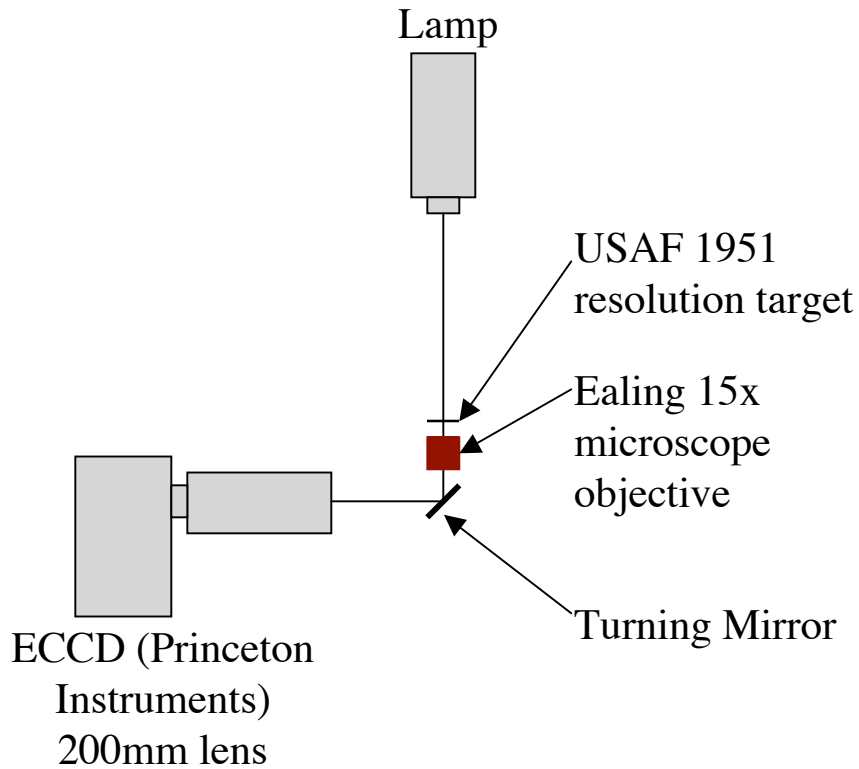 Lamp
USAF 1951
resolution target
Ealing 15x
microscope
objective
Turning Mirror
ECCD (Princeton
Instruments)
200mm lens